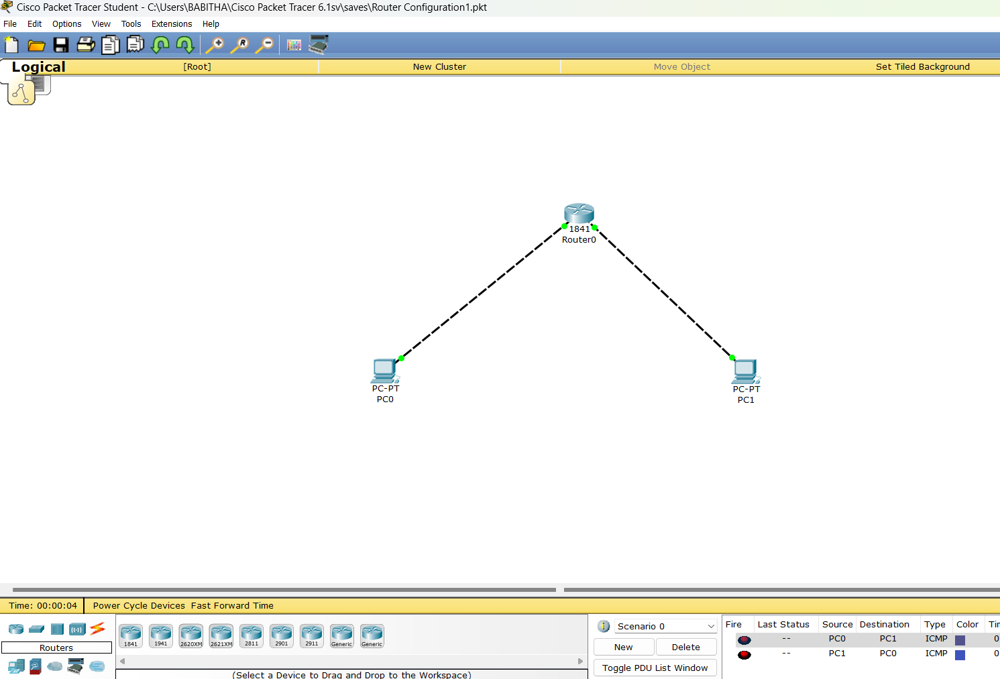 Cisco Packet Tracer Student - C:\Users\BABITHA\Cisco Packet Tracer 6.1sv\saves\Router Configuration1.pkt
File Edit Options View Tools Extensions Help
Logical [Root] New Cluster Move Object Set Tiled Background
1841
Router0
PC-PT
PC0
PC-PT
PC1
Time: 00:00:04 Power Cycle Devices Fast Forward Time
Routers
1841 1941 2620XM 2621XM 2811 2901 2911 Generic Generic
(Select a Device to Drag and Drop to the Workspace)
Scenario 0
New Delete
Toggle PDU List Window
Fire Last Status Source Destination Type Color Tim
-- PC0 PC1 ICMP 0
-- PC1 PC0 ICMP 0